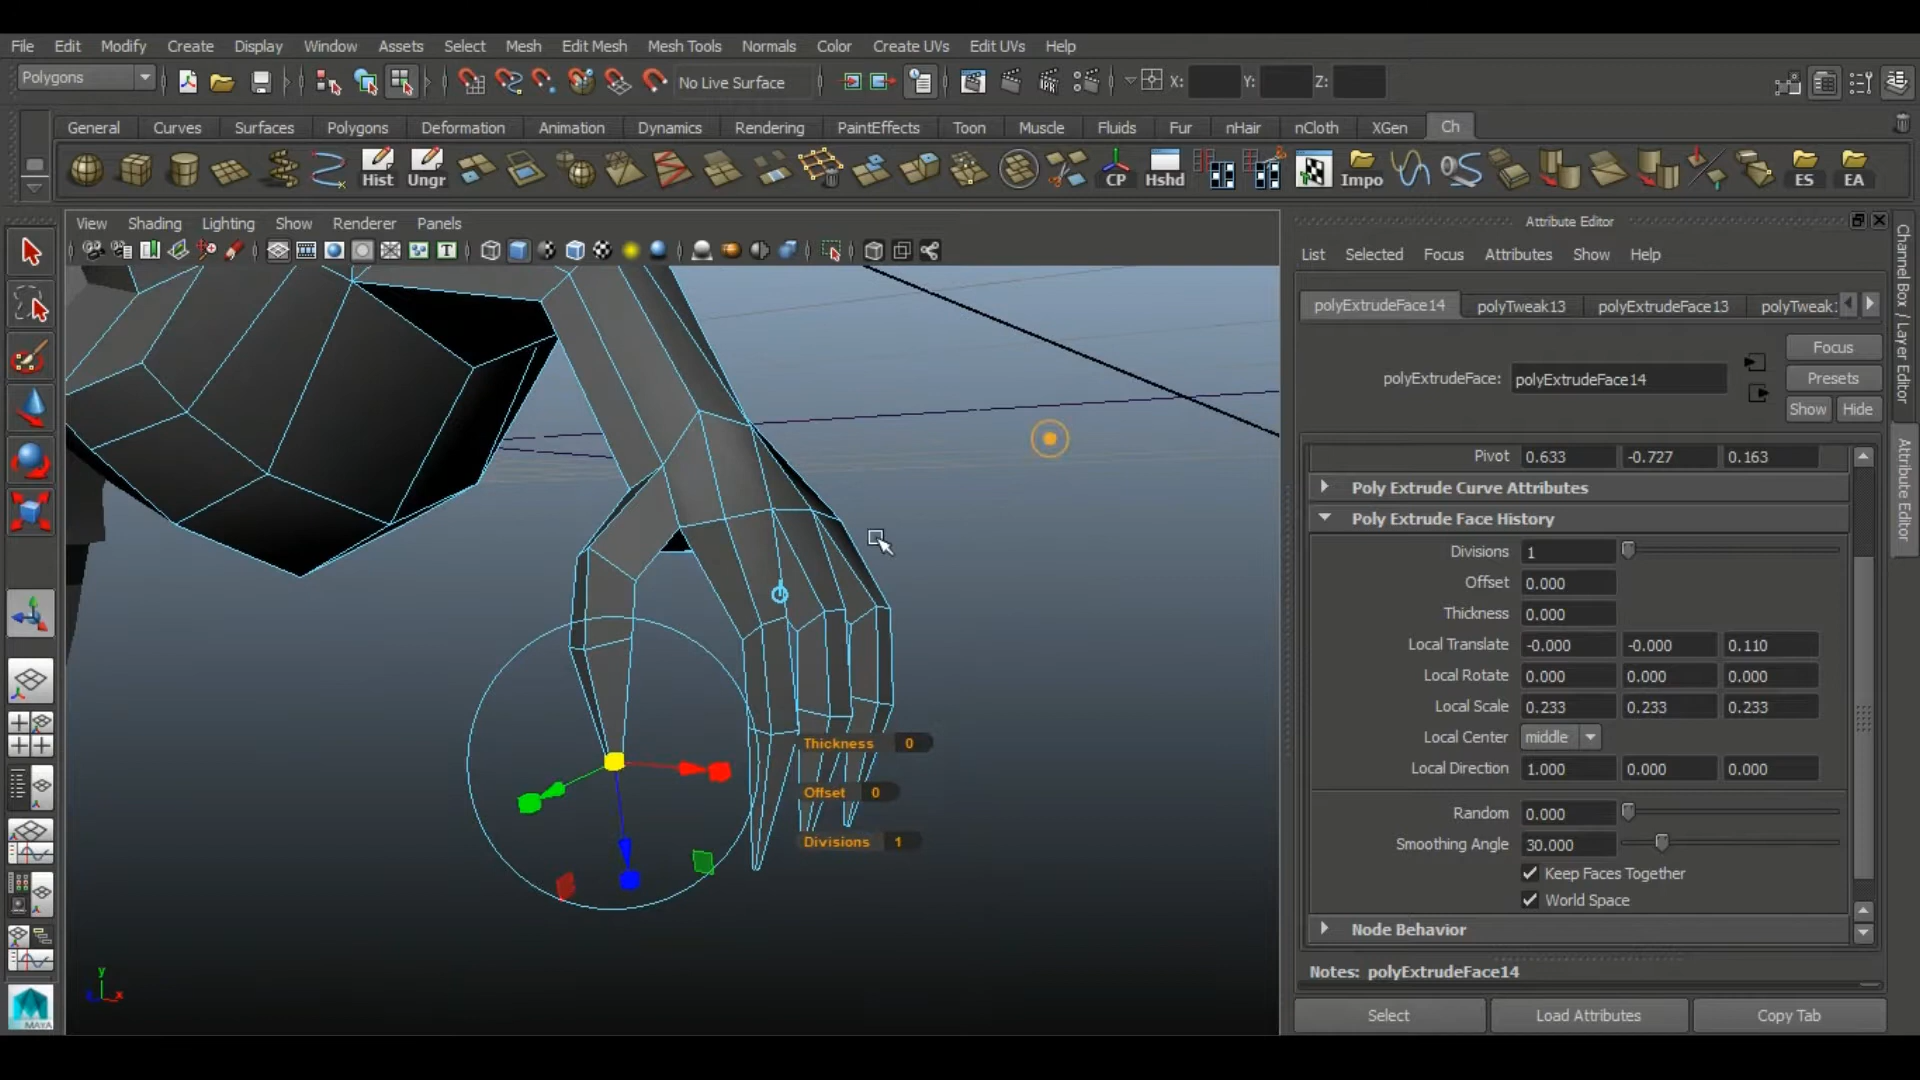 File Edit Modify Create Display Window Assets Select Mesh Edit Mesh Mesh Tools Normals Color Create UVs Edit UVs Help
Polygons No Live Surface X: Y: Z:
General Curves Surfaces Polygons Deformation Animation Dynamics Rendering PaintEffects Toon Muscle Fluids Fur nHair nCloth XGen Ch
Hist Ungr CP Hshd Impo ES EA
View Shading Lighting Show Renderer Panels
T
Attribute Editor
List Selected Focus Attributes Show Help
polyExtrudeFace14 polyTweak13 polyExtrudeFace13 polyTweak:
Focus
polyExtrudeFace: polyExtrudeFace14 Presets
Show Hide
Pivot 0.633 -0.727 0.163
Poly Extrude Curve Attributes
Poly Extrude Face History
Divisions 1
Offset 0.000
Thickness 0.000
Local Translate -0.000 -0.000 0.110
Local Rotate 0.000 0.000 0.000
Local Scale 0.233 0.233 0.233
Local Center middle
Local Direction 1.000 0.000 0.000
Random 0.000
Smoothing Angle 30.000
Keep Faces Together
World Space
Node Behavior
Notes: polyExtrudeFace14
Select Load Attributes Copy Tab
Channel Box / Layer Editor
Attribute Editor
Thickness 0
Offset 0
Divisions 1
y
x
MAYA